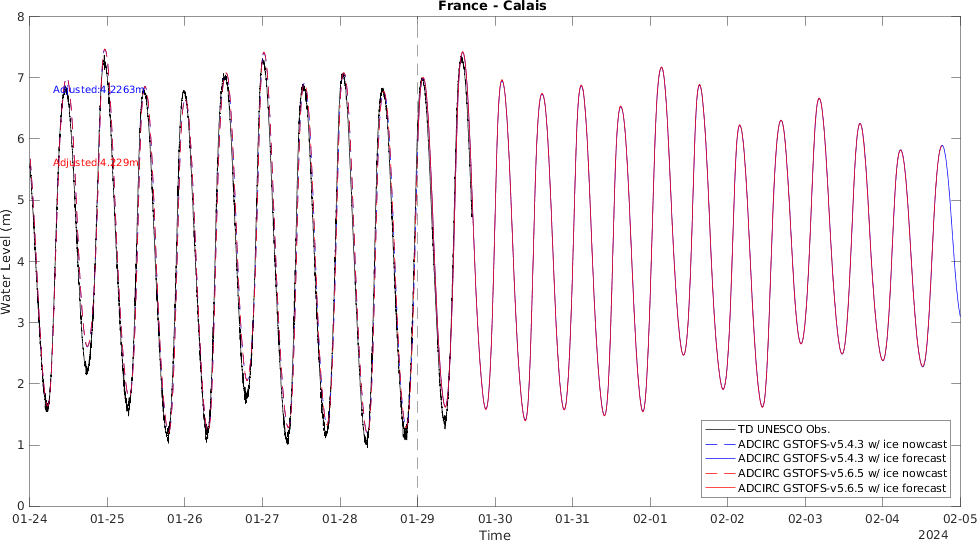 France - Calais
8
7
6
5
4
3
2
1
0
Water Level (m)
Adjusted:4.2263m
Adjusted:4.229m
TD UNESCO Obs.
ADCIRC GSTOFS-v5.4.3 w/ ice nowcast
ADCIRC GSTOFS-v5.4.3 w/ ice forecast
ADCIRC GSTOFS-v5.6.5 w/ ice nowcast
ADCIRC GSTOFS-v5.6.5 w/ ice forecast
01-24 01-25 01-26 01-27 01-28 01-29 01-30 01-31 02-01 02-02 02-03 02-04 02-05
Time
2024